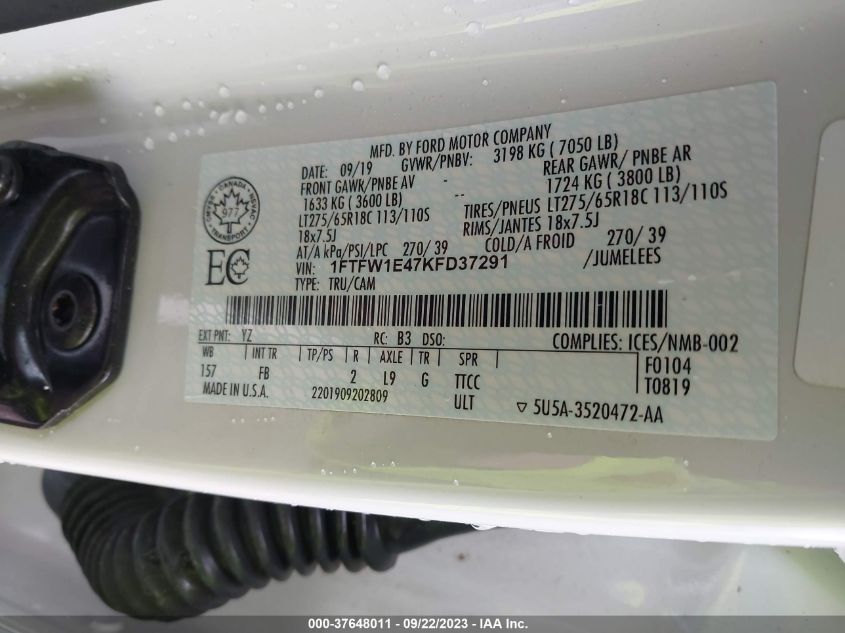 MFD. BY FORD MOTOR COMPANY
DATE: 09/19 GVWR/PNBV: 3198 KG ( 7050 LB)
FRONT GAWR/PNBE AV - REAR GAWR/ PNBE AR
1633 KG ( 3600 LB) -- 1724 KG ( 3800 LB)
LT275/65R18C 113/110S TIRES/PNEUS LT275/65R18C 113/110S
18x7.5J RIMS/JANTES 18x7.5J
AT/A kPa/PSI/LPC 270/ 39 COLD/A FROID 270/ 39
VIN: 1FTFW1E47KFD37291 /JUMELEES
TYPE: TRU/CAM
CANADA
977
TRANSPORT
EC
EXT PNT: YZ RC: B3 DSO: COMPLIES: ICES/NMB-002
WB INT TR TP/PS R AXLE TR SPR F0104
157 FB 2 L9 G TTCC T0819
MADE IN U.S.A. 2201909202809 ULT ▽ 5U5A-3520472-AA
000-37648011 - 09/22/2023 - IAA Inc.